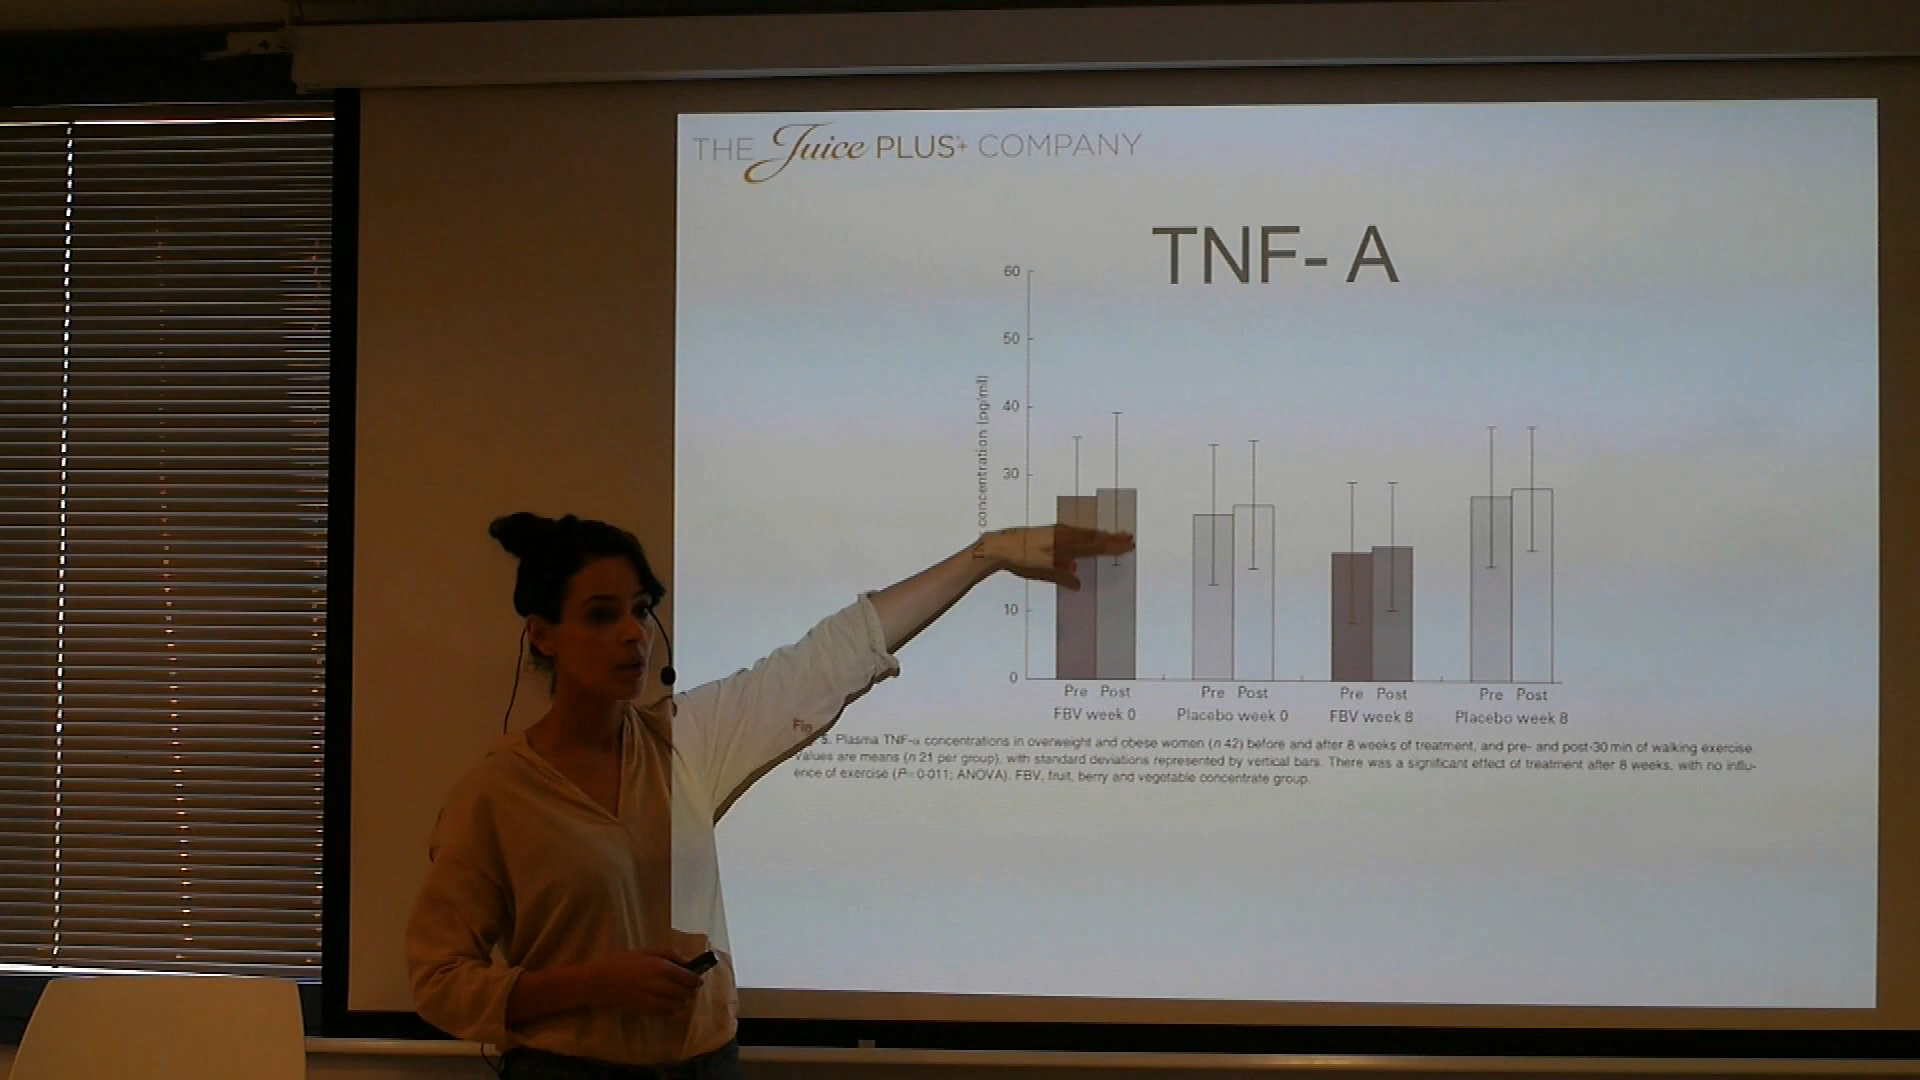 THE Juice PLUS+ COMPANY
TNF- A
60
50
40
30
10
0
concentration (pg/ml)
Pre Post Pre Post Pre Post Pre Post
FBV week 0 Placebo week 0 FBV week 8 Placebo week 8
Fig. 5. Plasma TNF-α concentrations in overweight and obese women (n 42) before and after 8 weeks of treatment, and pre- and post-30 min of walking exercise.
Values are means (n 21 per group), with standard deviations represented by vertical bars. There was a significant effect of treatment after 8 weeks, with no influ-
ence of exercise (P=0·011; ANOVA). FBV, fruit, berry and vegetable concentrate group.